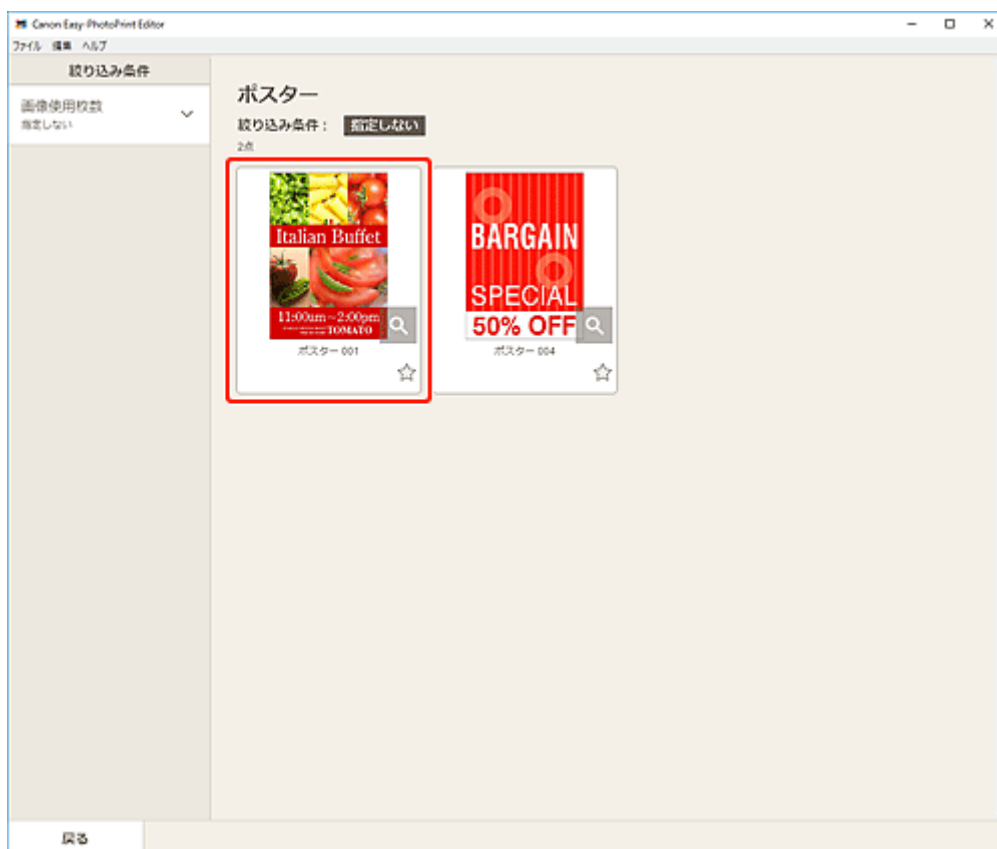 Canon Easy-PhotoPrint Editor
ファイル 編集 ヘルプ
絞り込み条件
画像使用枚数
指定しない
ポスター
絞り込み条件： 指定しない
2点
Italian Buffet
11:00am～2:00pm
TOMATO
ポスター 001
BARGAIN
SPECIAL
50% OFF
ポスター 004
戻る